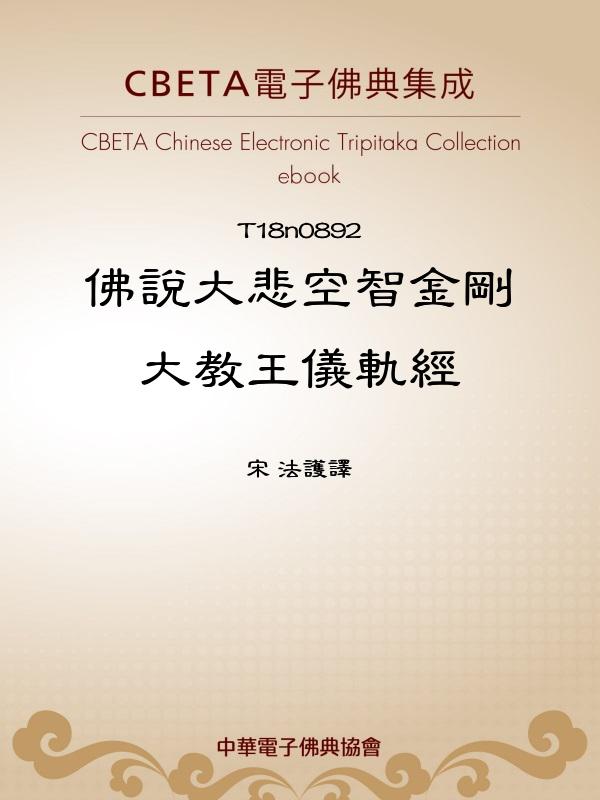 CBETA電子佛典集成
CBETA Chinese Electronic Tripitaka Collection
ebook
T18n0892
佛說大悲空智金剛
大教王儀軌經
宋 法護譯
中華電子佛典協會